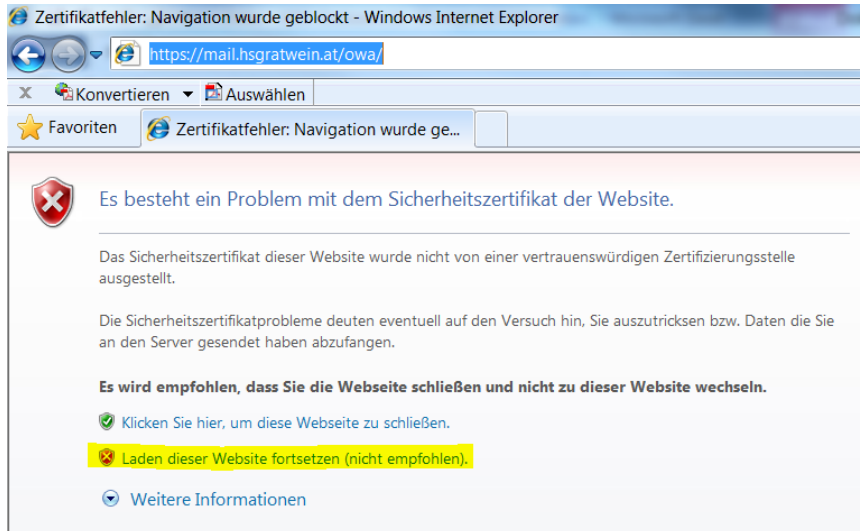 Zertifikatfehler: Navigation wurde geblockt - Windows Internet Explorer
https://mail.hsgratwein.at/owa/
x Konvertieren Auswählen
Favoriten Zertifikatfehler: Navigation wurde ge...
Es besteht ein Problem mit dem Sicherheitszertifikat der Website.
Das Sicherheitszertifikat dieser Website wurde nicht von einer vertrauenswürdigen Zertifizierungsstelle
ausgestellt.
Die Sicherheitszertifikatprobleme deuten eventuell auf den Versuch hin, Sie auszutricksen bzw. Daten die Sie
an den Server gesendet haben abzufangen.
Es wird empfohlen, dass Sie die Webseite schließen und nicht zu dieser Website wechseln.
Klicken Sie hier, um diese Webseite zu schließen.
Laden dieser Website fortsetzen (nicht empfohlen).
Weitere Informationen